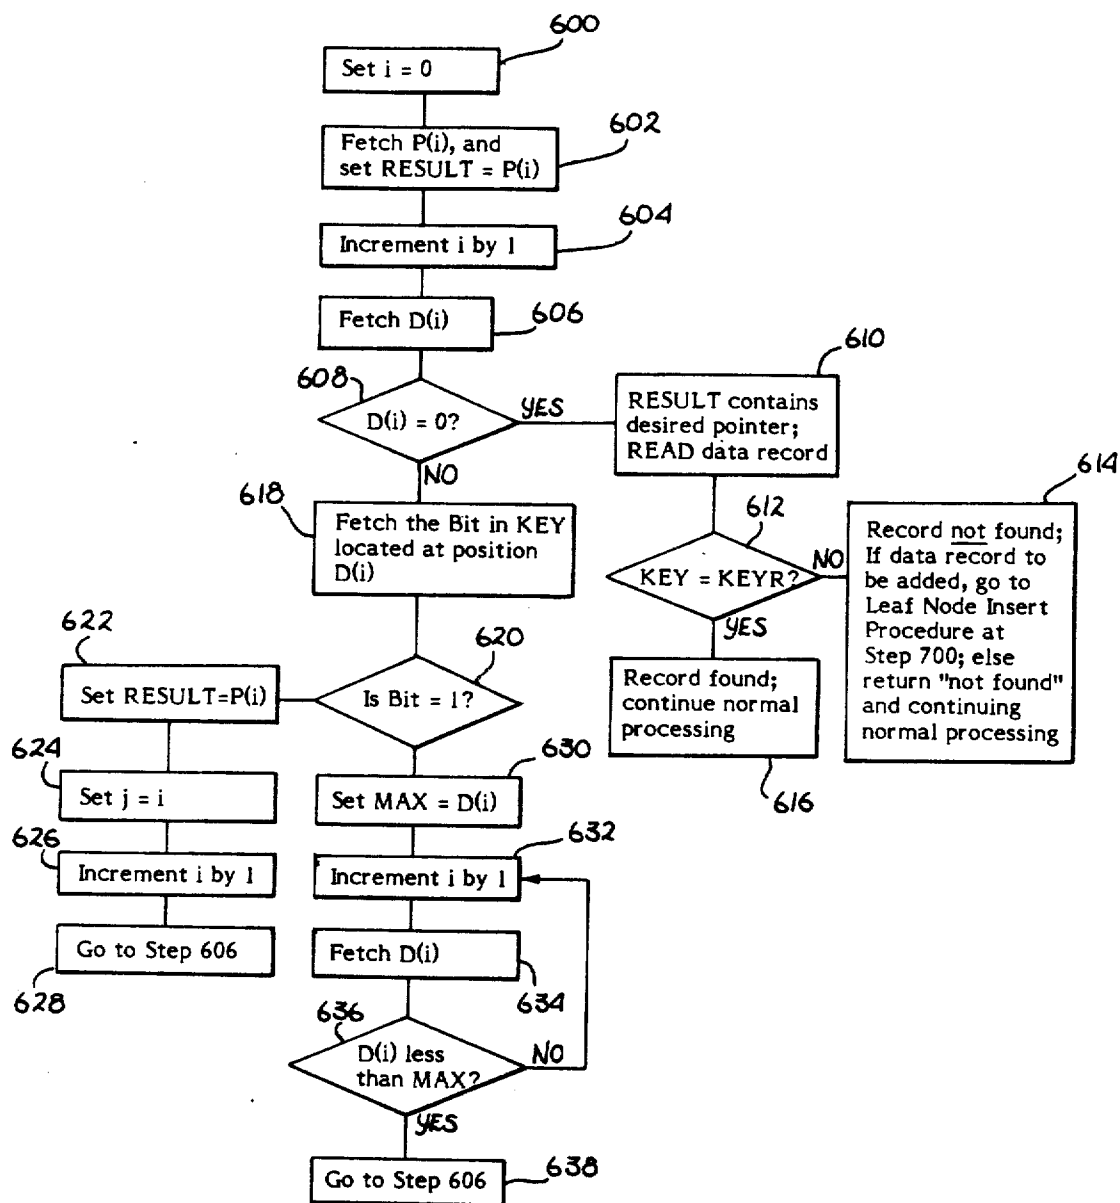 600
Set i = 0
602
Fetch P(i), and
set RESULT = P(i)
604
Increment i by 1
606
Fetch D(i)
608
D(i) = 0?
YES
NO
610
RESULT contains
desired pointer;
READ data record
612
KEY = KEYR?
NO
YES
614
Record not found;
If data record to
be added, go to
Leaf Node Insert
Procedure at
Step 700; else
return "not found"
and continuing
normal processing
Record found;
continue normal
processing
616
618
Fetch the Bit in KEY
located at position
D(i)
620
Is Bit = 1?
622
Set RESULT=P(i)
624
Set j = i
626
Increment i by 1
Go to Step 606
628
630
Set MAX = D(i)
632
Increment i by 1
Fetch D(i)
634
636
D(i) less
than MAX?
NO
YES
Go to Step 606
638